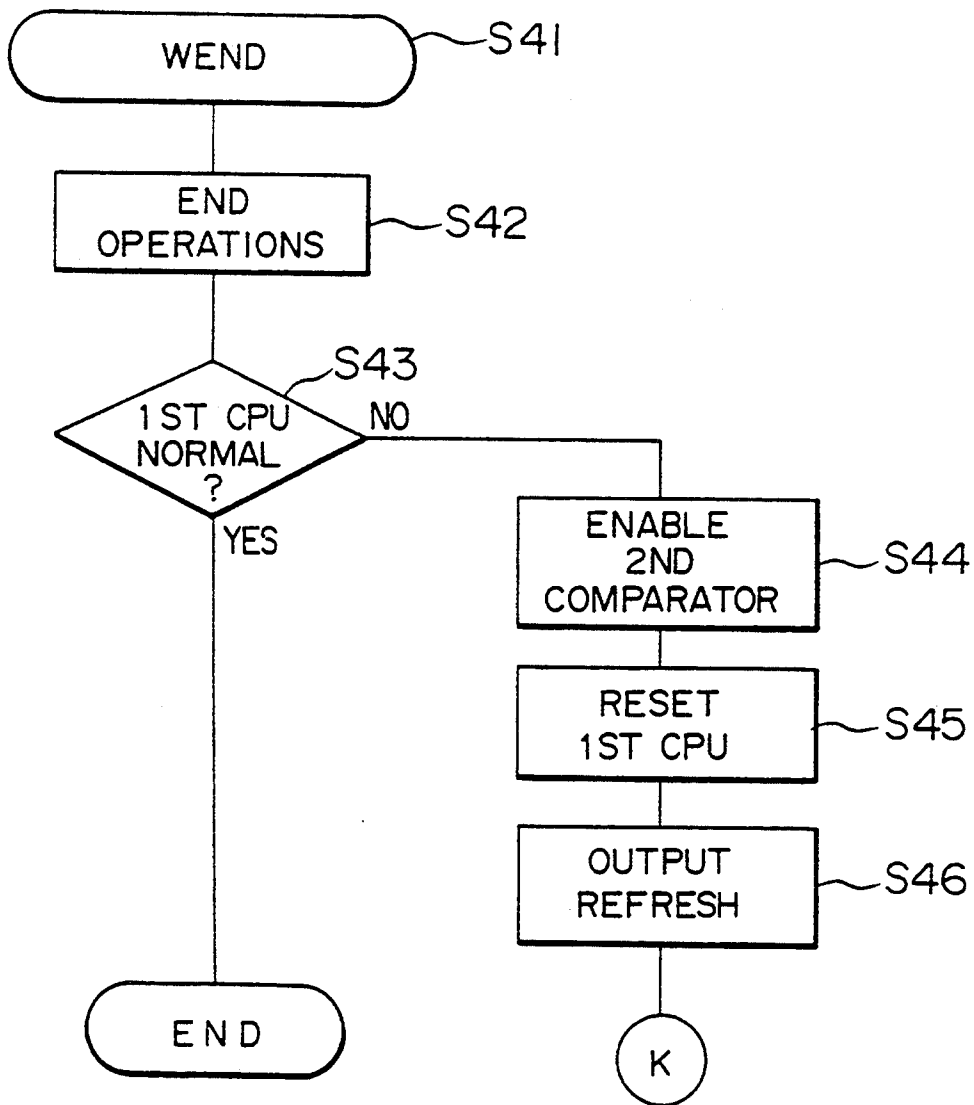 WEND
S41
END
OPERATIONS
S42
S43
1ST CPU
NORMAL
?
NO
YES
ENABLE
2ND
COMPARATOR
S44
RESET
1ST CPU
S45
OUTPUT
REFRESH
S46
END
K